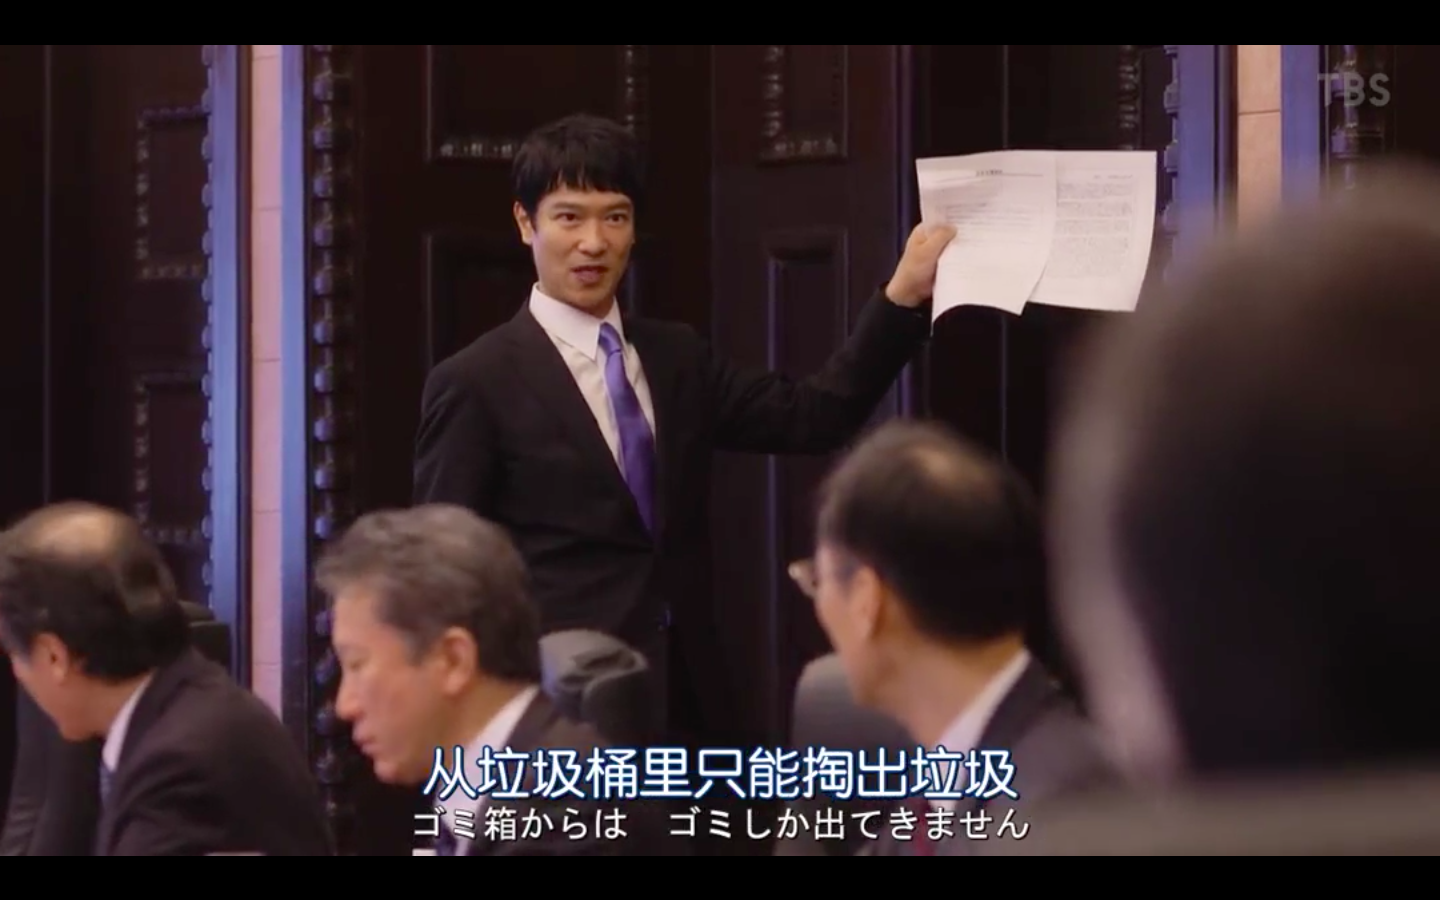 TBS
从垃圾桶里只能掏出垃圾
ゴミ箱からは　ゴミしか出てきません